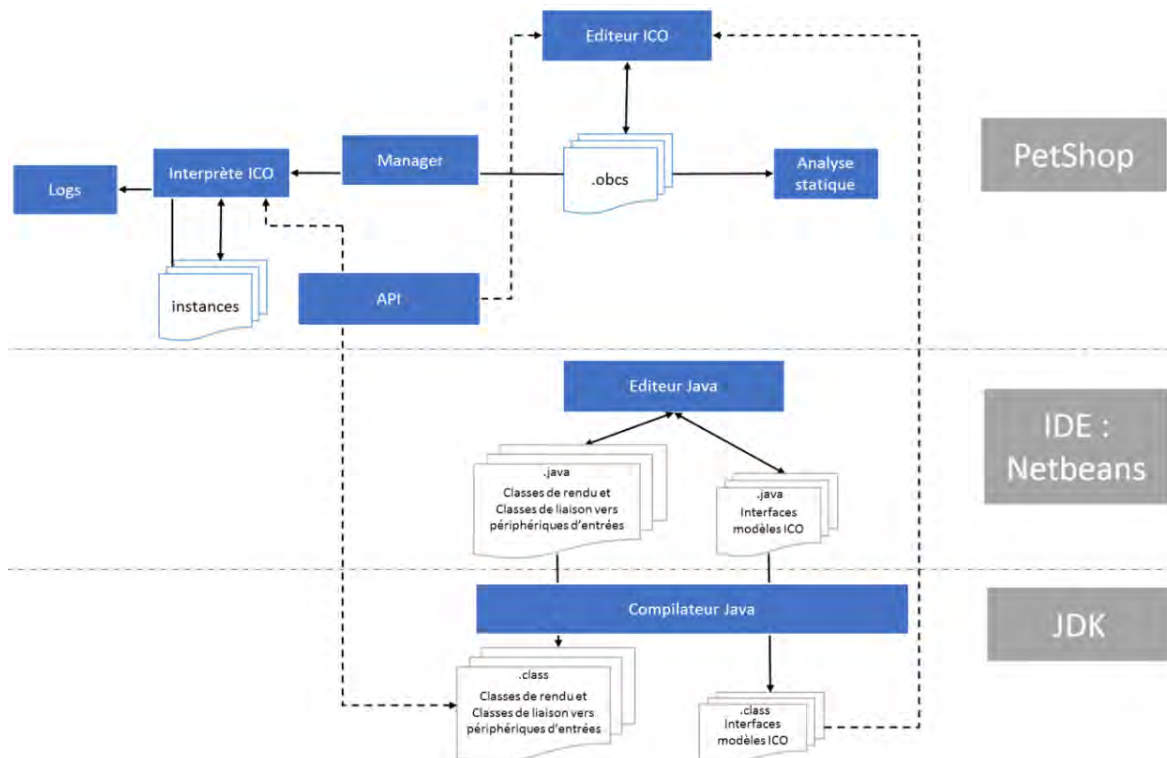 Editeur ICO
PetShop
Manager
Interprète ICO
Logs
.obcs
Analyse
statique
instances
API
Editeur Java
IDE :
Netbeans
.java
Classes de rendu et
Classes de liaison vers
périphériques d'entrées
.java
Interfaces
modèles ICO
Compilateur Java
JDK
.class
Classes de rendu et
Classes de liaison vers
périphériques d'entrées
.class
Interfaces
modèles ICO